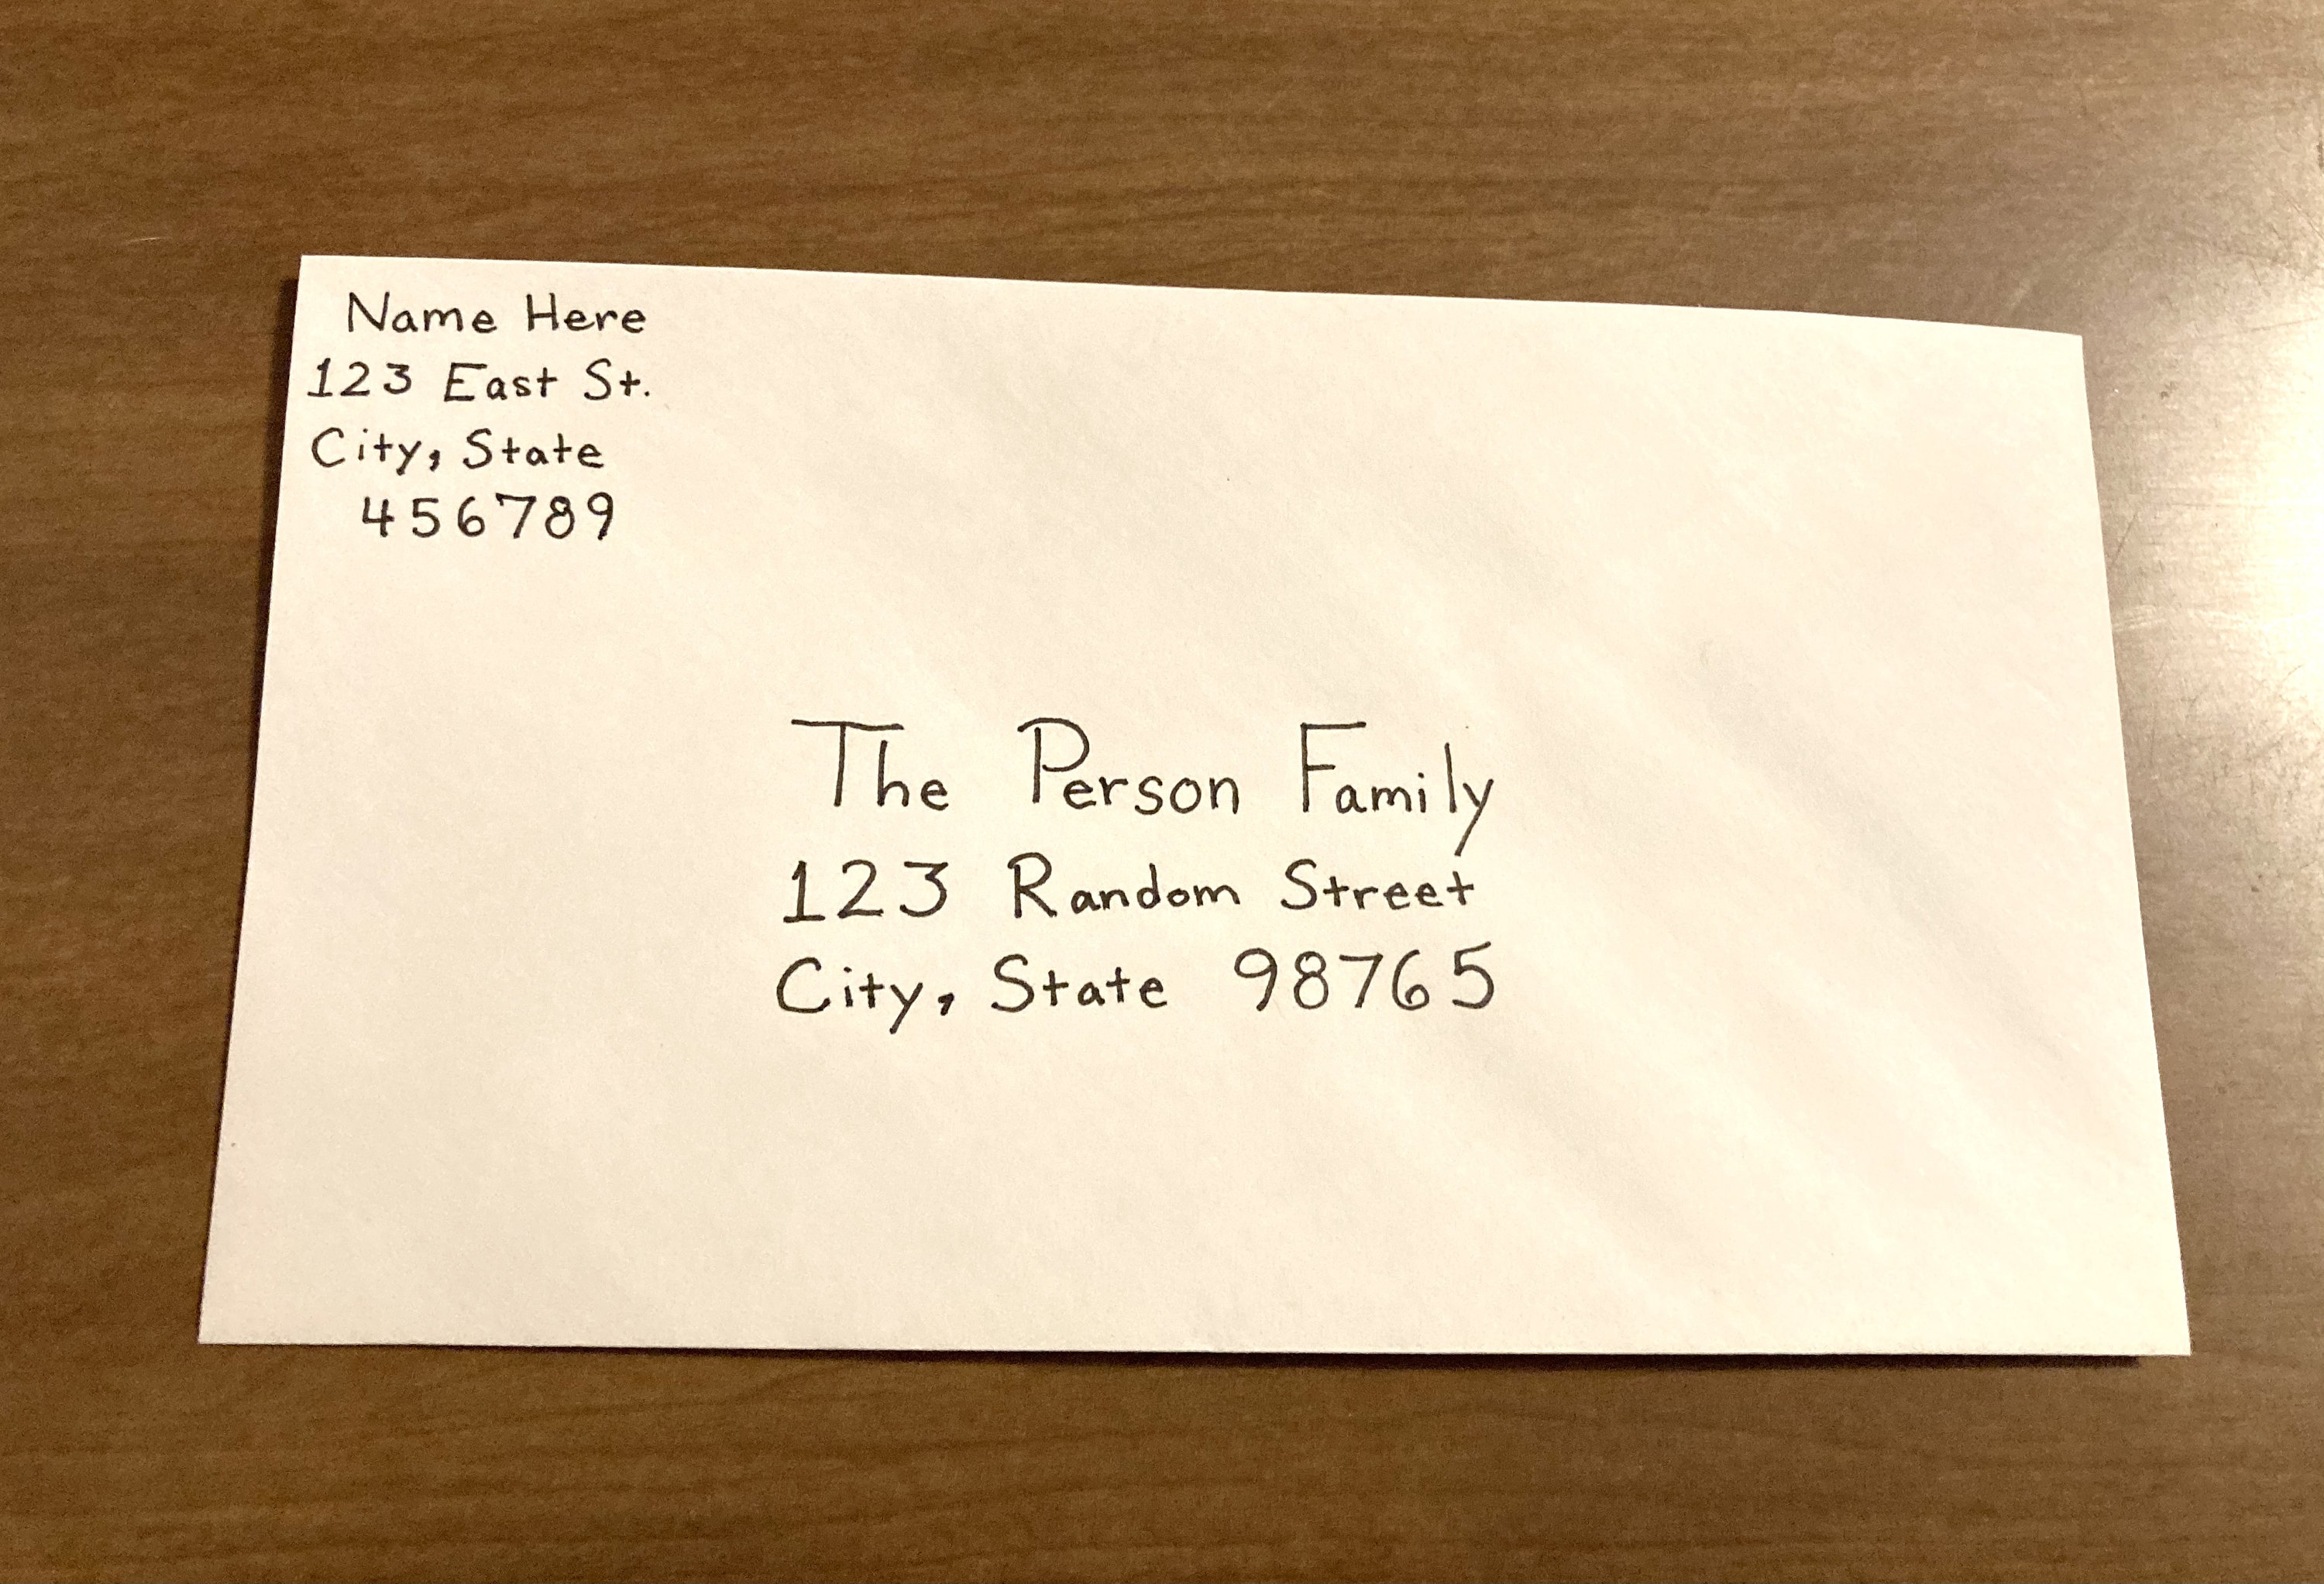 Name Here
123 East St.
City, State
456789
The Person Family
123 Random Street
City, State 98765